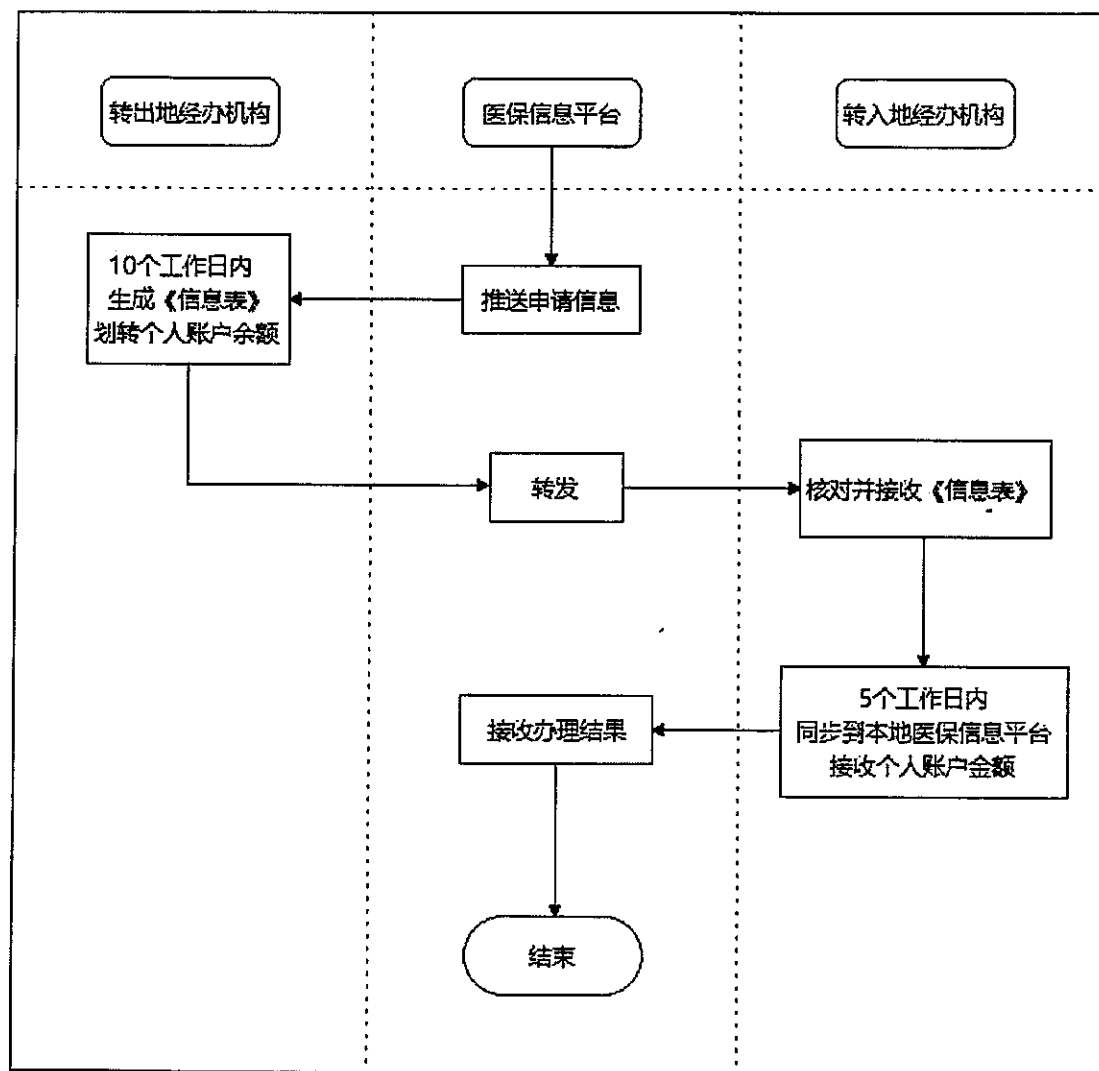 转出地经办机构
医保信息平台
转入地经办机构
10个工作日内
生成《信息表》
划转个人账户余额
推送申请信息
转发
核对并接收《信息表》
5个工作日内
同步到本地医保信息平台
接收个人账户金额
接收办理结果
结束